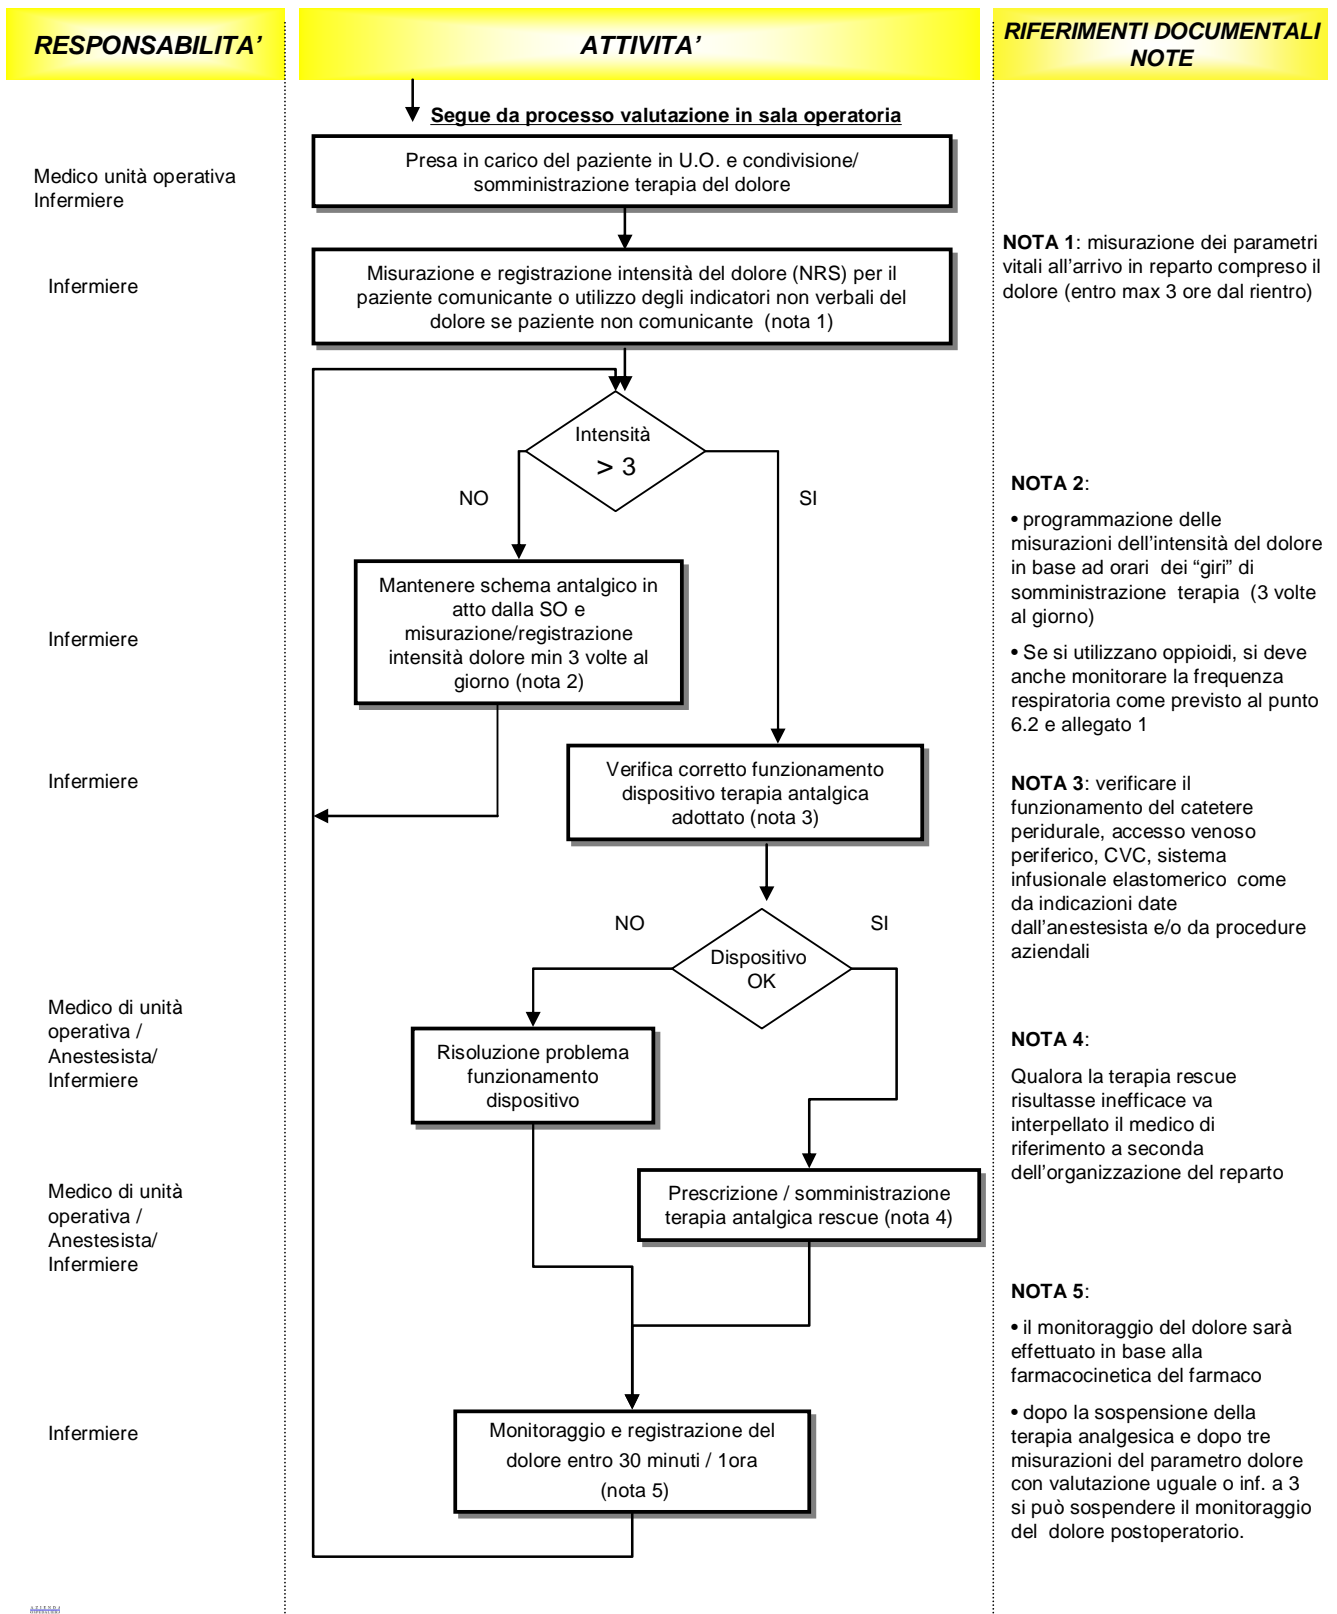 RESPONSABILITA’
ATTIVITA’
RIFERIMENTI DOCUMENTALI
NOTE
Segue da processo valutazione in sala operatoria
Medico unità operativa
Infermiere
Presa in carico del paziente in U.O. e condivisione/
somministrazione terapia del dolore
Infermiere
Misurazione e registrazione intensità del dolore (NRS) per il
paziente comunicante o utilizzo degli indicatori non verbali del
dolore se paziente non comunicante (nota 1)
NOTA 1: misurazione dei parametri
vitali all’arrivo in reparto compreso il
dolore (entro max 3 ore dal rientro)
Intensità
> 3
NO
SI
NOTA 2:
• programmazione delle
misurazioni dell’intensità del dolore
in base ad orari dei “giri” di
somministrazione terapia (3 volte
al giorno)
• Se si utilizzano oppioidi, si deve
anche monitorare la frequenza
respiratoria come previsto al punto
6.2 e allegato 1
Infermiere
Mantenere schema antalgico in
atto dalla SO e
misurazione/registrazione
intensità dolore min 3 volte al
giorno (nota 2)
Infermiere
Verifica corretto funzionamento
dispositivo terapia antalgica
adottato (nota 3)
NOTA 3: verificare il
funzionamento del catetere
peridurale, accesso venoso
periferico, CVC, sistema
infusionale elastomerico come
da indicazioni date
dall’anestesista e/o da procedure
aziendali
NO
SI
Dispositivo
OK
Medico di unità
operativa /
Anestesista/
Infermiere
Risoluzione problema
funzionamento
dispositivo
NOTA 4:
Qualora la terapia rescue
risultasse inefficace va
interpellato il medico di
riferimento a seconda
dell’organizzazione del reparto
Medico di unità
operativa /
Anestesista/
Infermiere
Prescrizione / somministrazione
terapia antalgica rescue (nota 4)
NOTA 5:
• il monitoraggio del dolore sarà
effettuato in base alla
farmacocinetica del farmaco
• dopo la sospensione della
terapia analgesica e dopo tre
misurazioni del parametro dolore
con valutazione uguale o inf. a 3
si può sospendere il monitoraggio
del dolore postoperatorio.
Infermiere
Monitoraggio e registrazione del
dolore entro 30 minuti / 1ora
(nota 5)